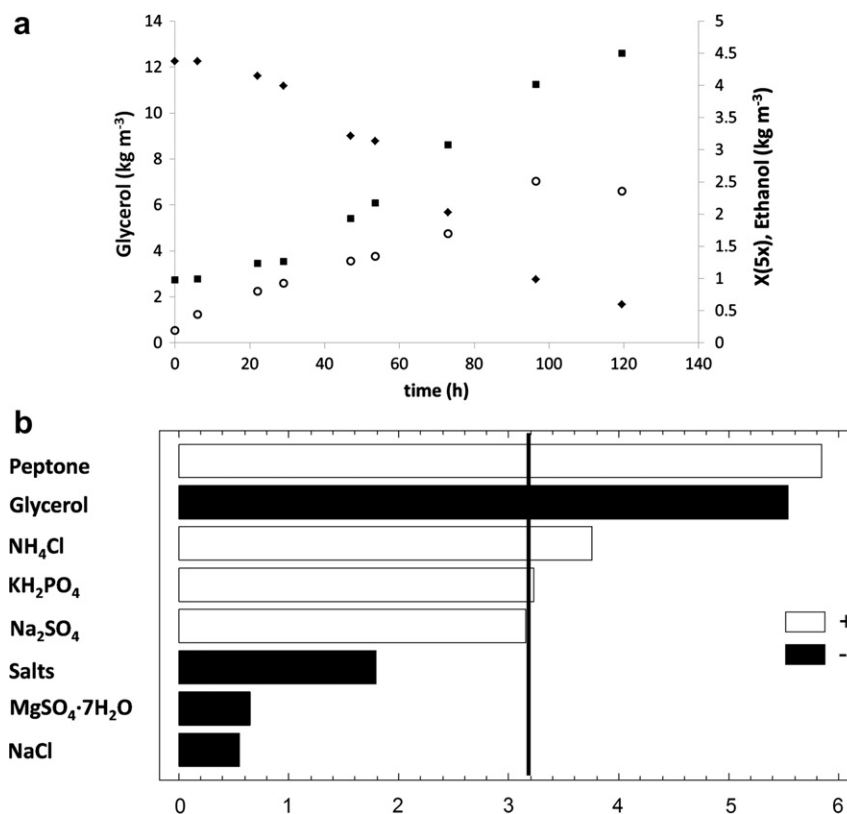 a
14
12
10
8
6
4
2
0
Glycerol (kg m⁻³)
5
4.5
4
3.5
3
2.5
2
1.5
1
0.5
0
X(5x), Ethanol (kg m⁻³)
0 20 40 60 80 100 120 140
time (h)
b
Peptone
Glycerol
NH₄Cl
KH₂PO₄
Na₂SO₄
Salts
MgSO₄·7H₂O
NaCl
+
-
0 1 2 3 4 5 6